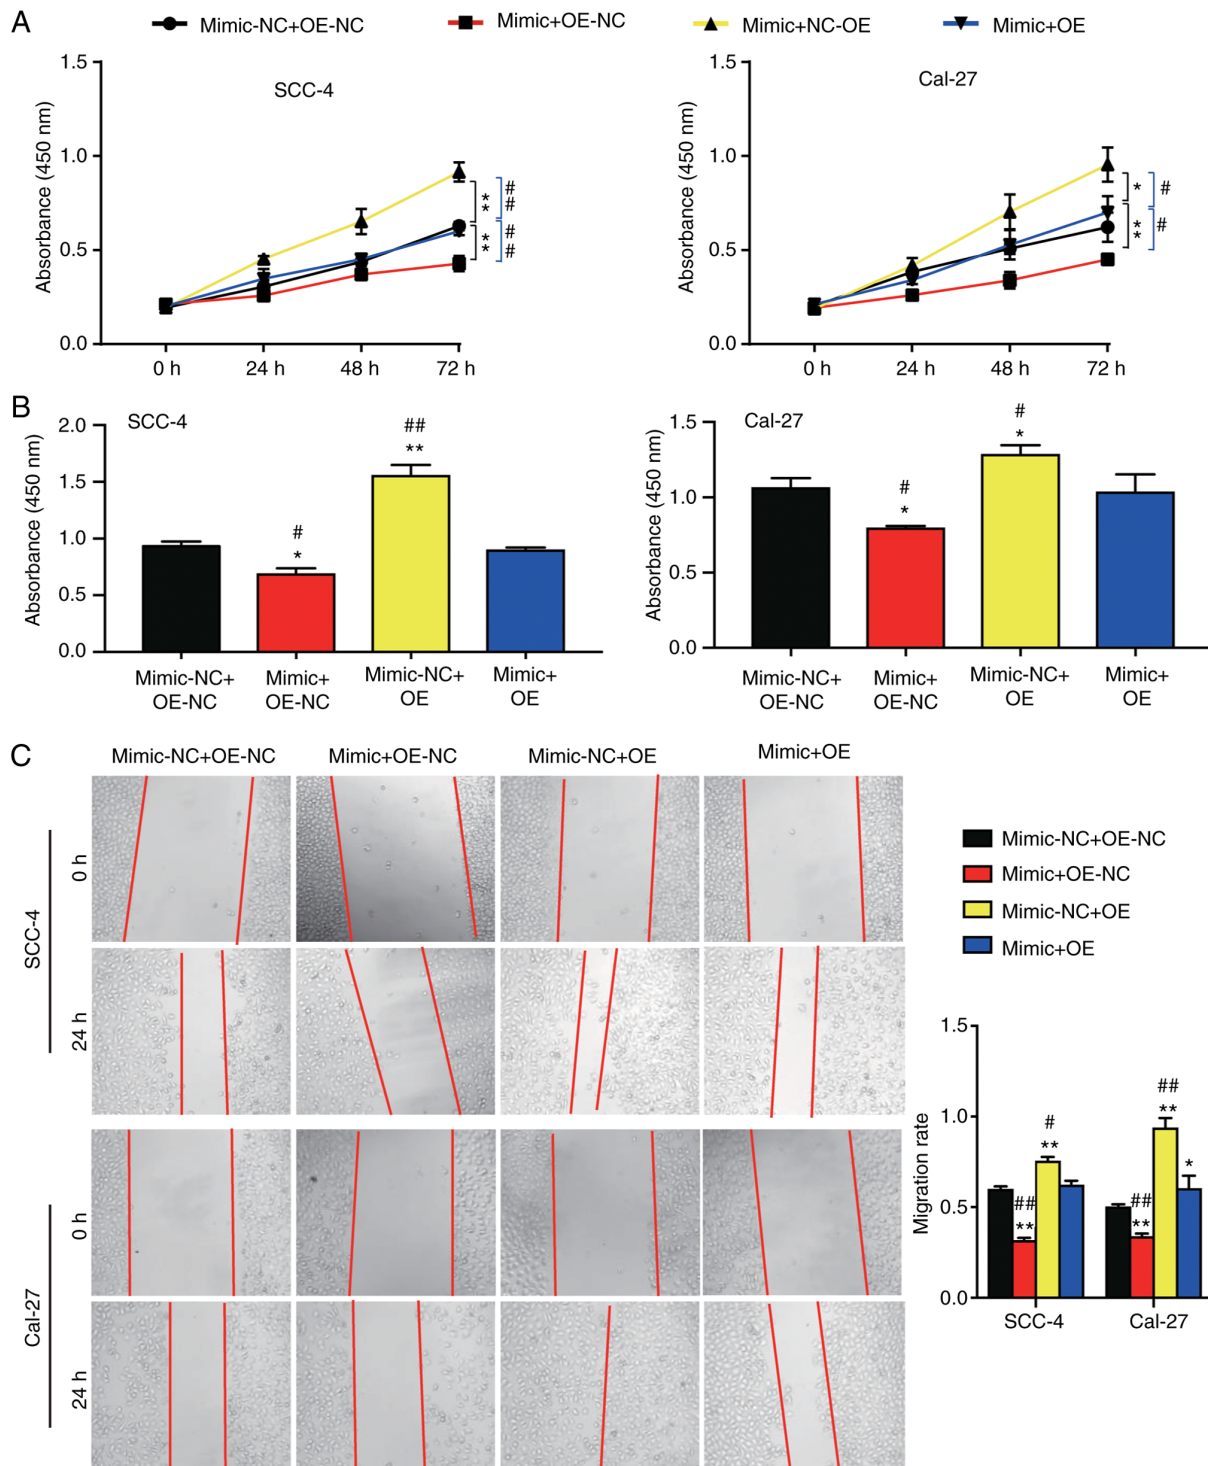 A
Mimic-NC+OE-NC Mimic+OE-NC Mimic+NC-OE Mimic+OE
SCC-4
Absorbance (450 nm)
1.5
1.0
0.5
0.0
0 h 24 h 48 h 72 h
**
**
##
##
Cal-27
Absorbance (450 nm)
1.5
1.0
0.5
0.0
0 h 24 h 48 h 72 h
*
**
#
#
B
SCC-4
Absorbance (450 nm)
2.0
1.5
1.0
0.5
0.0
#
*
##
**
Mimic-NC+ Mimic+ Mimic-NC+ Mimic+
OE-NC OE-NC OE OE
Cal-27
Absorbance (450 nm)
1.5
1.0
0.5
0.0
#
*
#
*
Mimic-NC+ Mimic+ Mimic-NC+ Mimic+
OE-NC OE-NC OE OE
C
Mimic-NC+OE-NC Mimic+OE-NC Mimic-NC+OE Mimic+OE
SCC-4
0 h
24 h
Cal-27
0 h
24 h
Mimic-NC+OE-NC
Mimic+OE-NC
Mimic-NC+OE
Mimic+OE
Migration rate
1.5
1.0
0.5
0.0
##
**
#
**
##
**
##
**
*
SCC-4 Cal-27